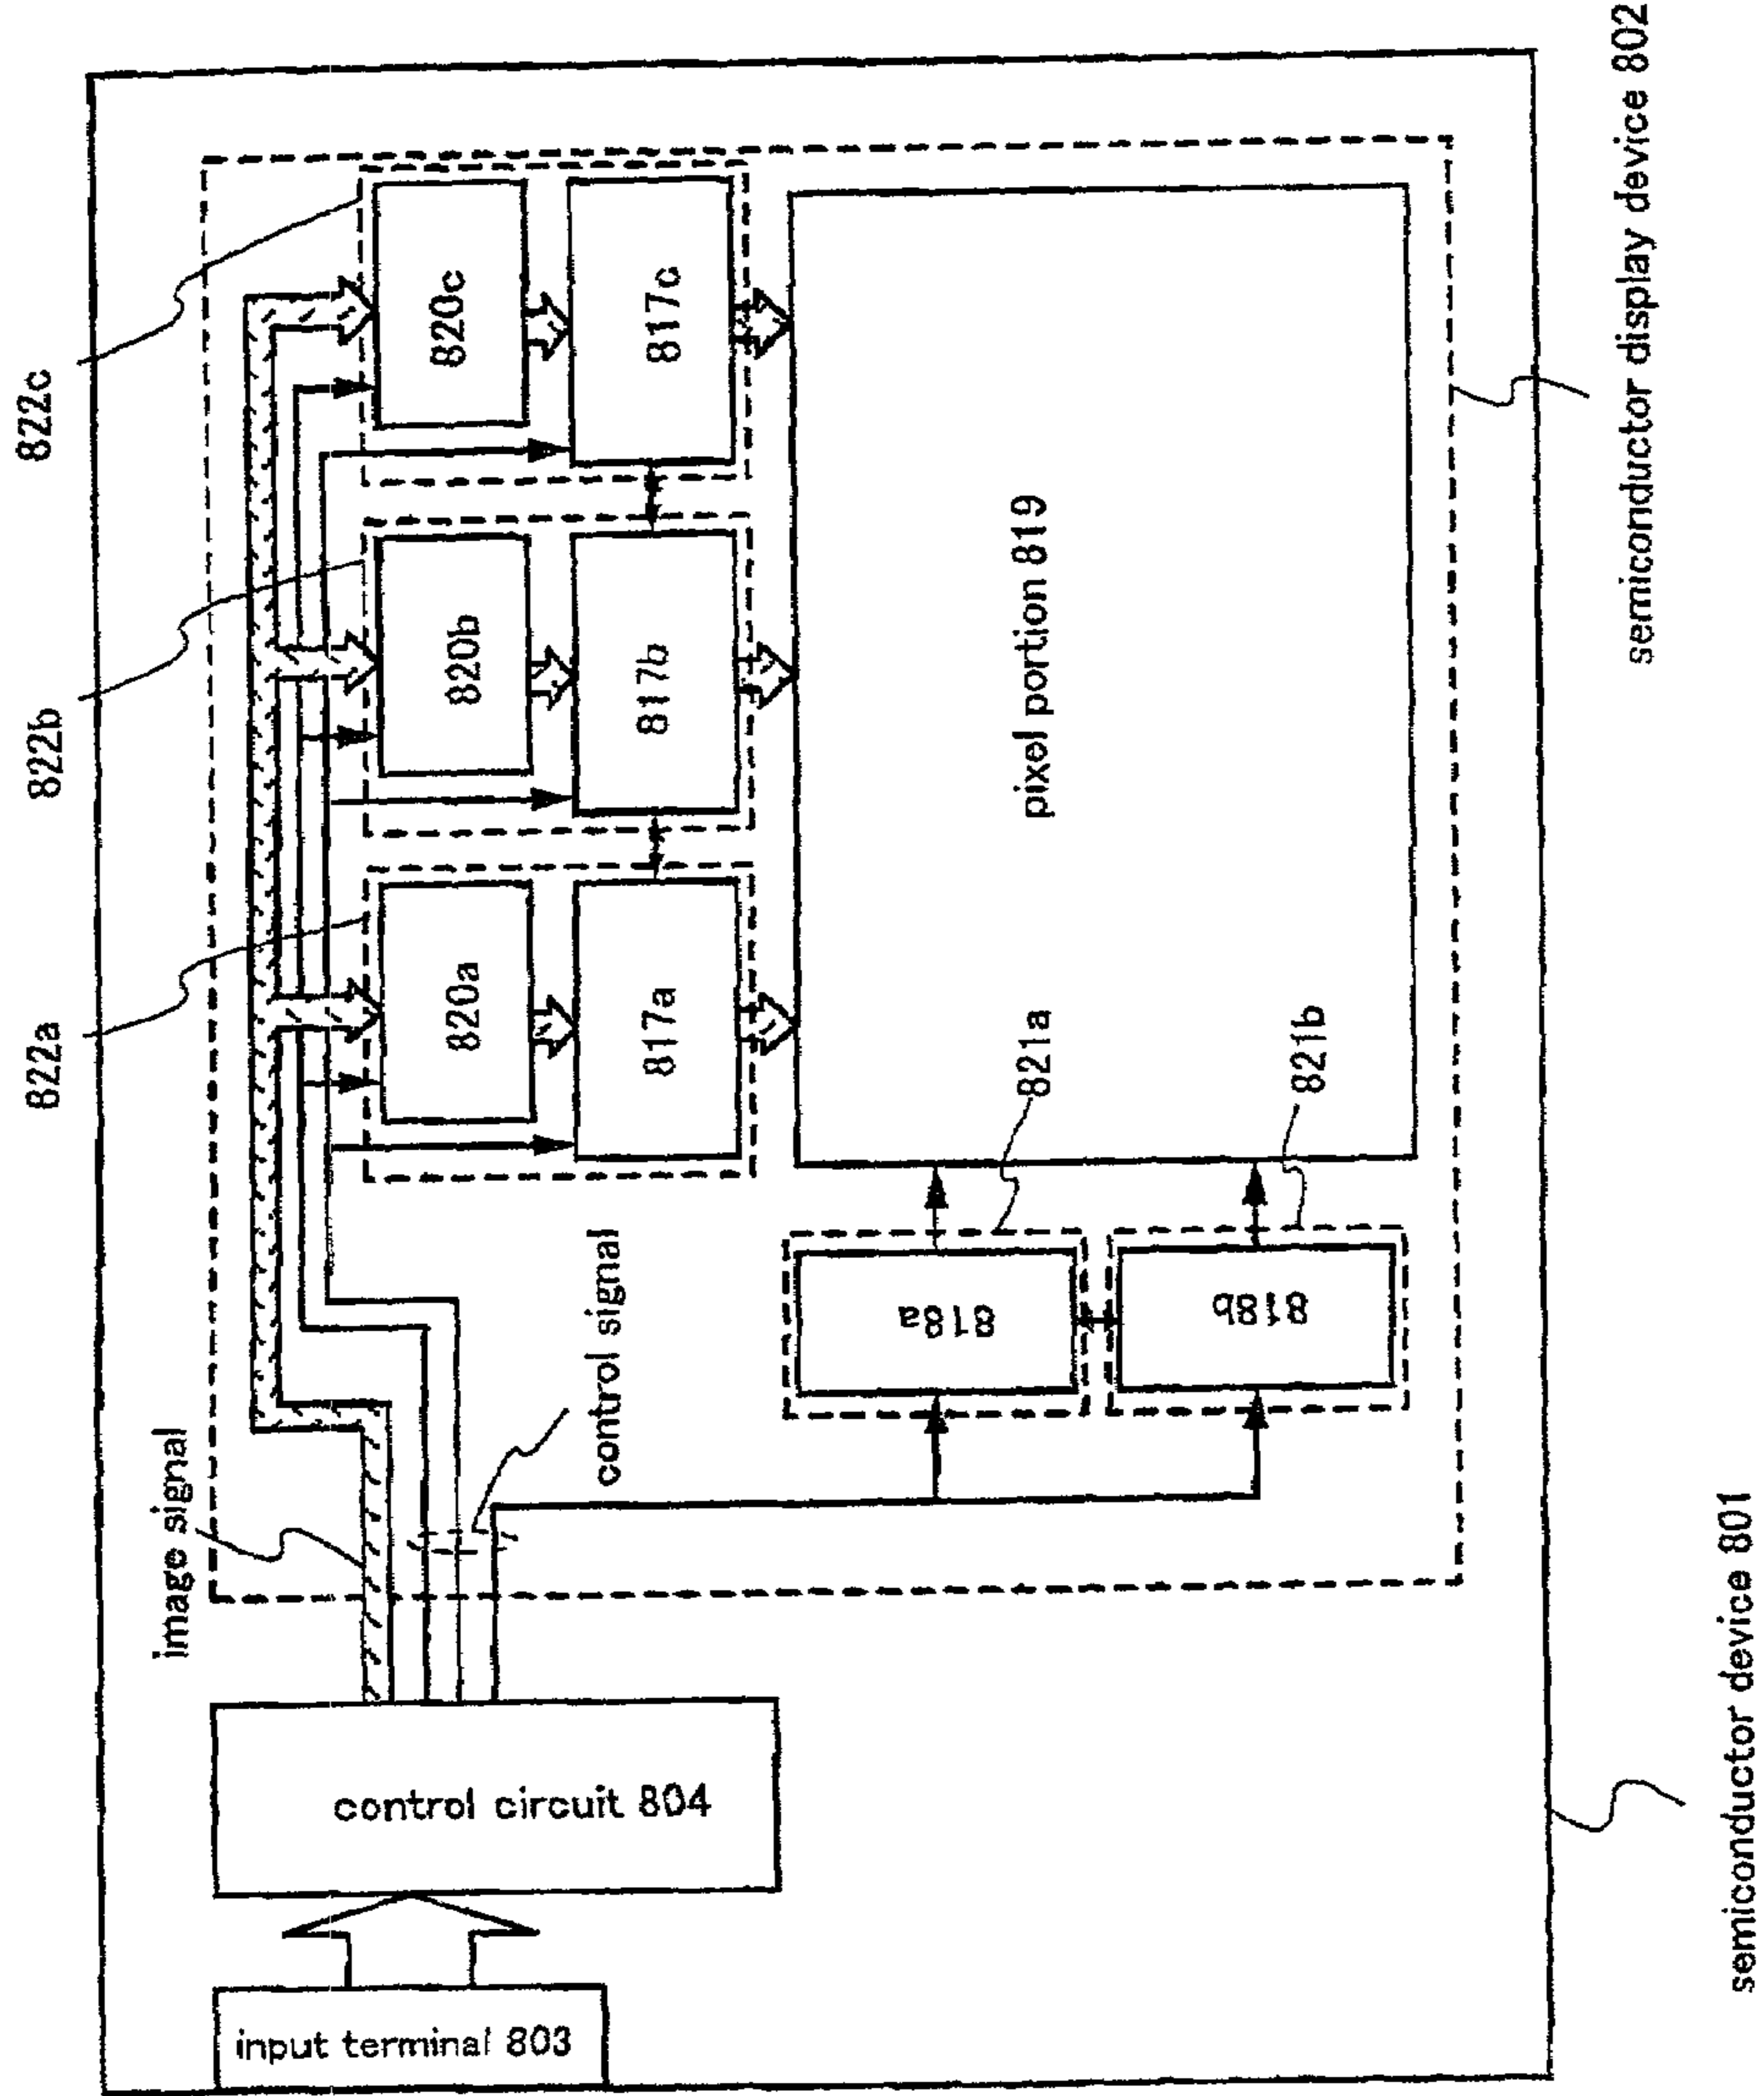 822a
822b
822c
image signal
control signal
820a
820b
820c
817a
817b
817c
821a
821b
818a
818b
pixel portion 819
control circuit 804
input terminal 803
semiconductor display device 802
semiconductor device 801